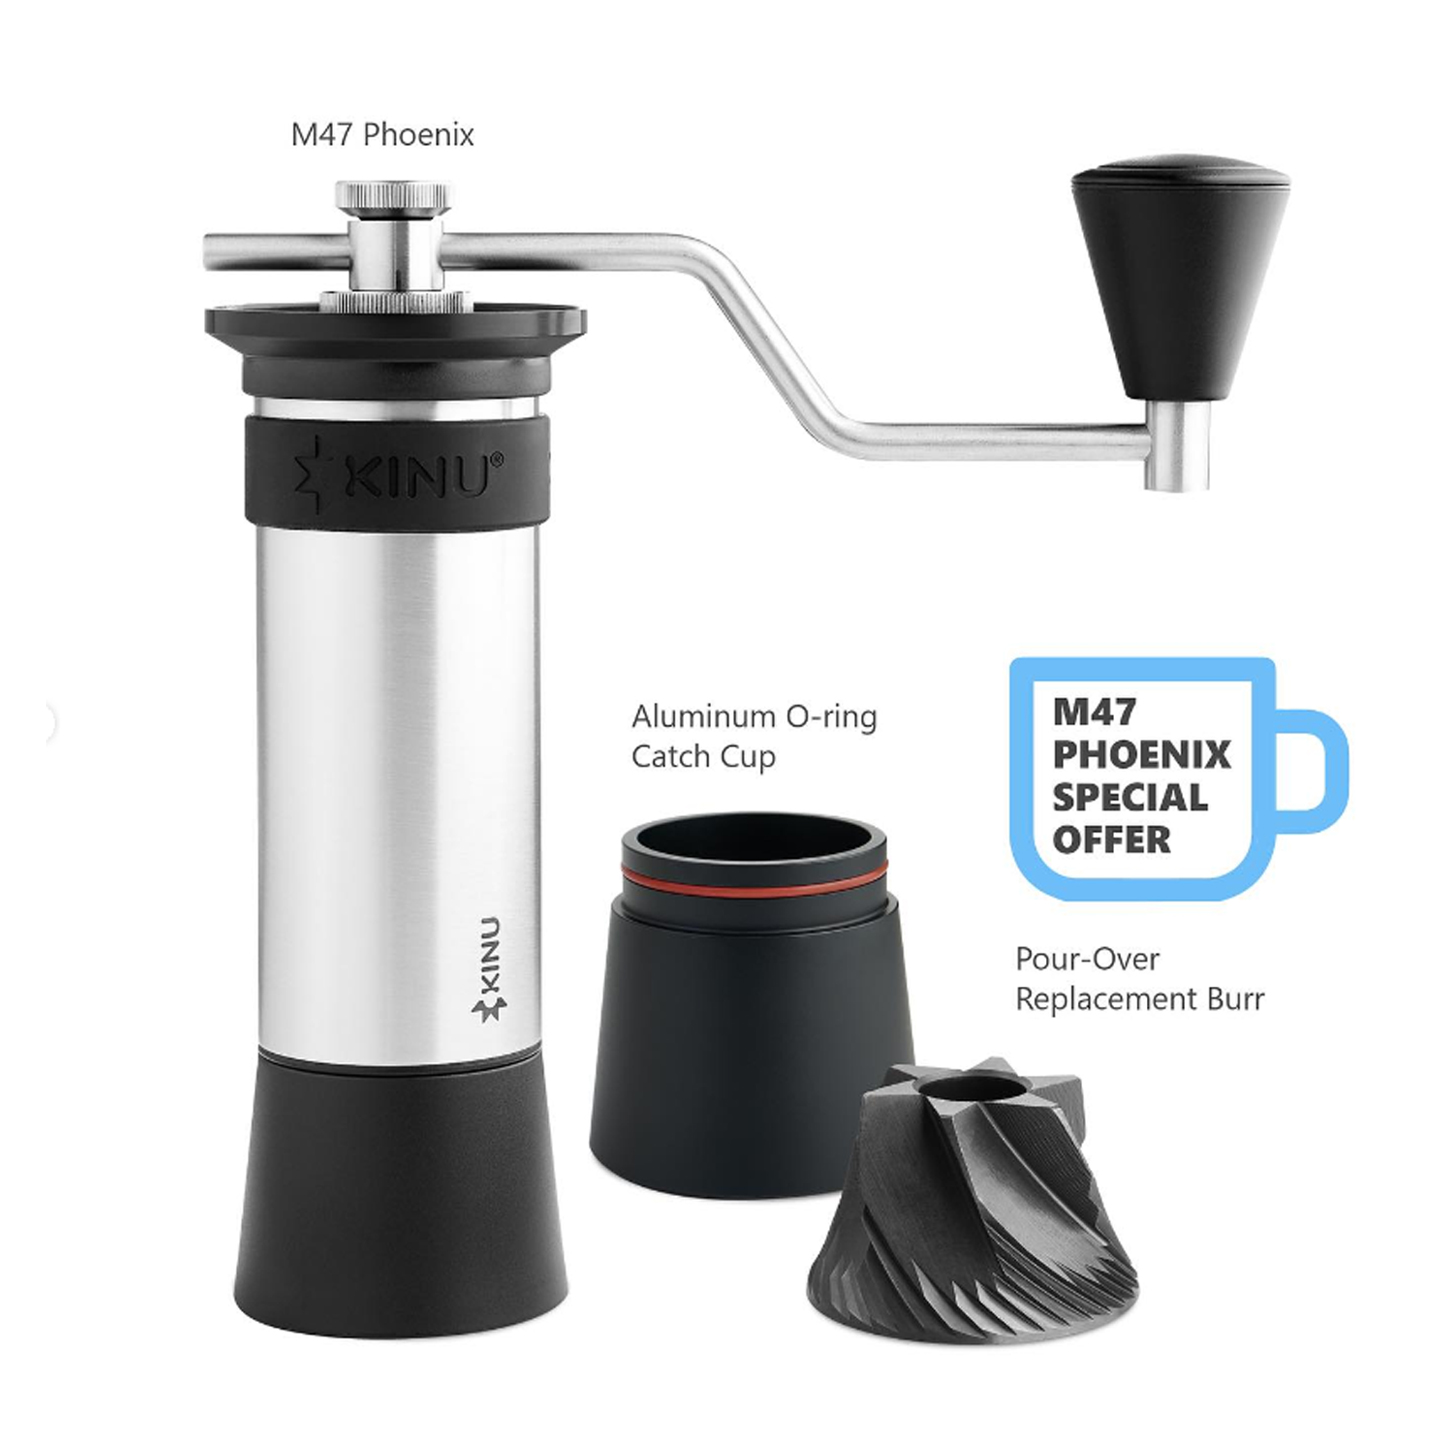 M47 Phoenix
KINU®
KINU
Aluminum O-ring
Catch Cup
M47
PHOENIX
SPECIAL
OFFER
Pour-Over
Replacement Burr